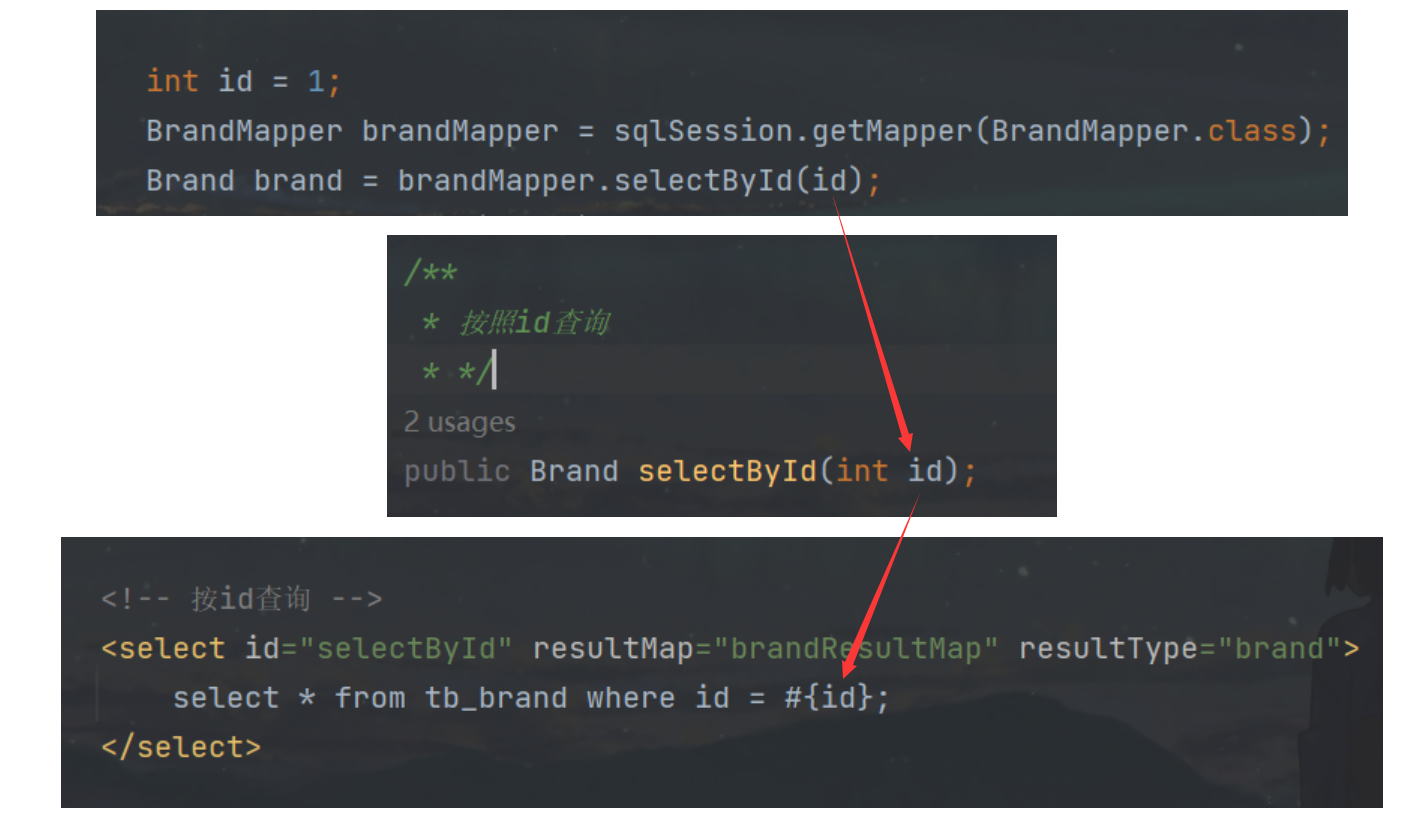 int id = 1;
BrandMapper brandMapper = sqlSession.getMapper(BrandMapper.class);
Brand brand = brandMapper.selectById(id);
/**
* 按照id查询
* */
2 usages
public Brand selectById(int id);
<!-- 按id查询 -->
<select id="selectById" resultMap="brandResultMap" resultType="brand">
select * from tb_brand where id = #{id};
</select>